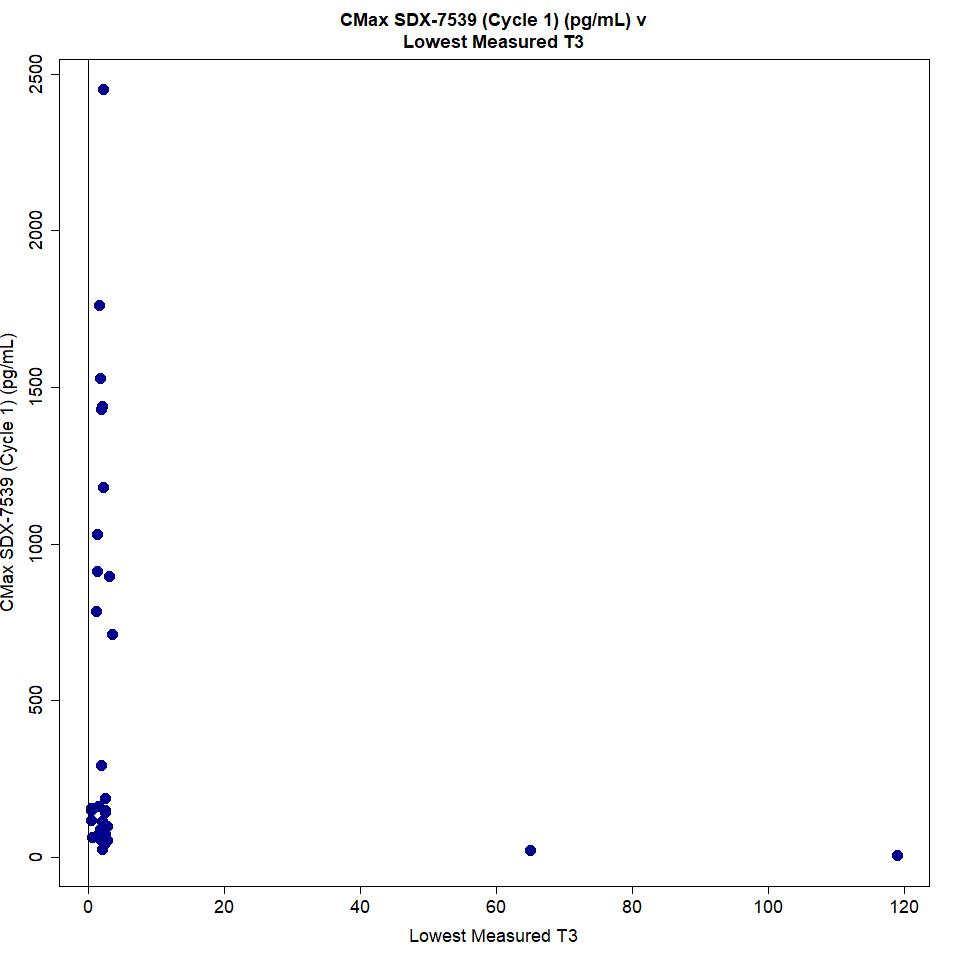 CMax SDX-7539 (Cycle 1) (pg/mL) v
Lowest Measured T3
CMax SDX-7539 (Cycle 1) (pg/mL)
2500
2000
1500
1000
500
0
0 20 40 60 80 100 120
Lowest Measured T3